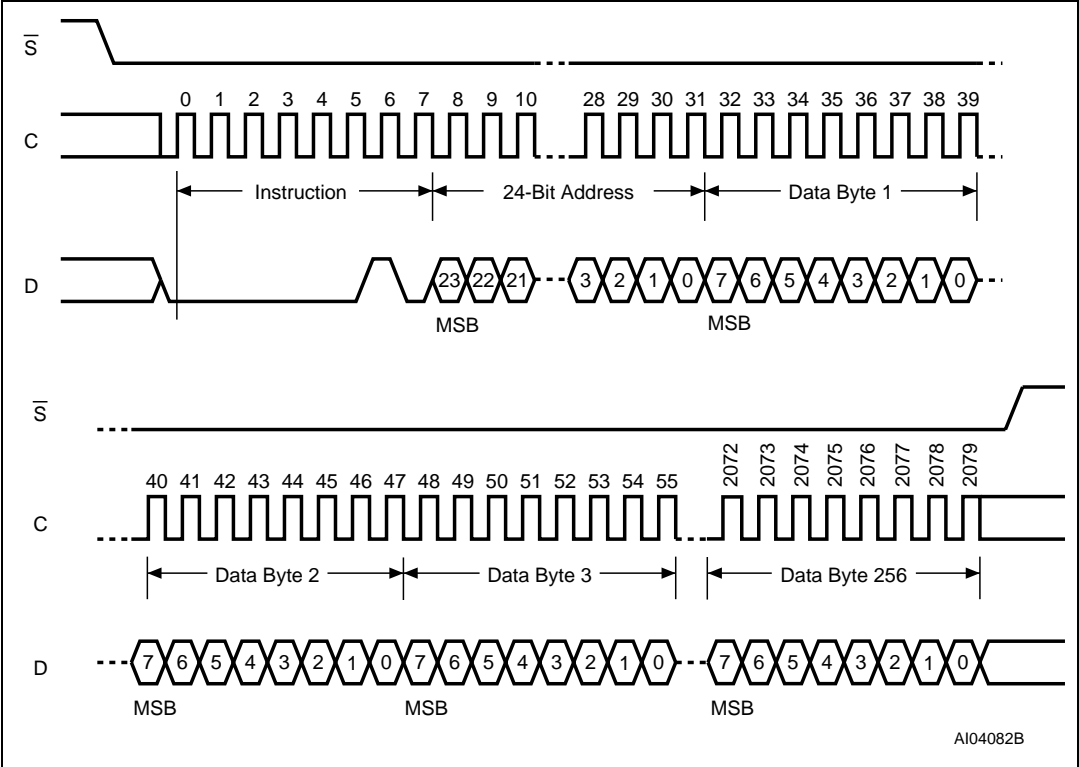 S̅
0 1 2 3 4 5 6 7 8 9 10 28 29 30 31 32 33 34 35 36 37 38 39
C
Instruction 24-Bit Address Data Byte 1
D 23 22 21 3 2 1 0 7 6 5 4 3 2 1 0
MSB MSB
S̅
40 41 42 43 44 45 46 47 48 49 50 51 52 53 54 55 2072 2073 2074 2075 2076 2077 2078 2079
C
Data Byte 2 Data Byte 3 Data Byte 256
D 7 6 5 4 3 2 1 0 7 6 5 4 3 2 1 0 7 6 5 4 3 2 1 0
MSB MSB MSB
AI04082B